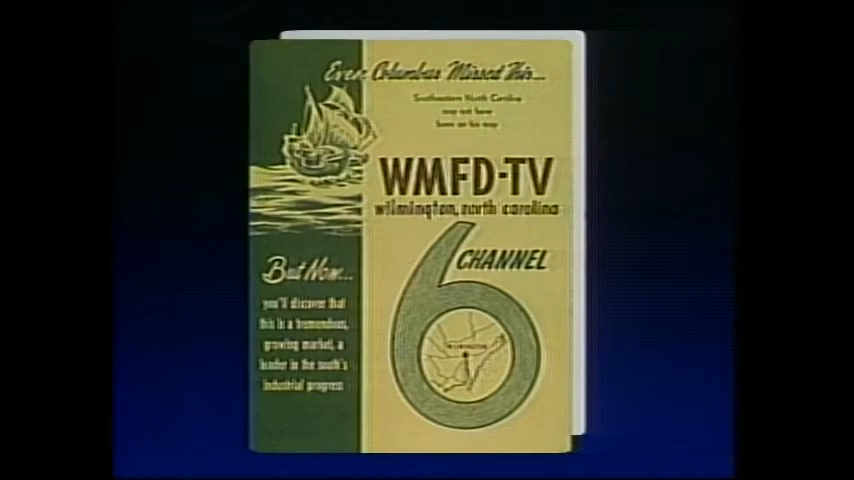 Even Columbus Missed This...
Southeastern North Carolina
may not have
been on his map
WMFD-TV
wilmington, north carolina
CHANNEL
6
WILMINGTON
But Now...
you'll discover that
this is a tremendous,
growing market, a
leader in the south's
industrial progress